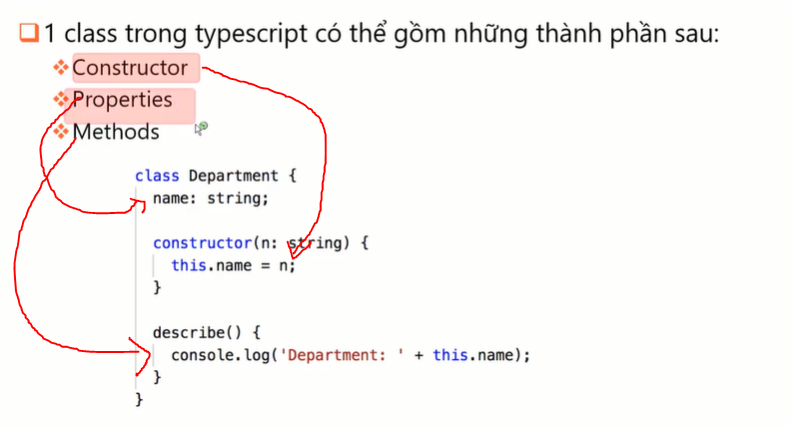 1 class trong typescript có thể gồm những thành phần sau:
Constructor
Properties
Methods
class Department {
name: string;
constructor(n: string) {
this.name = n;
}
describe() {
console.log('Department: ' + this.name);
}
}